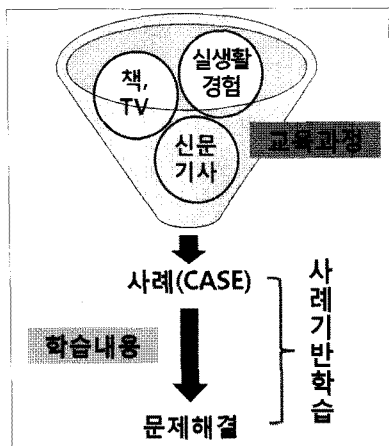 책,
TV
실생활
경험
신문
기사
교육과정
사례(CASE)
학습내용
문제해결
사례기반학습